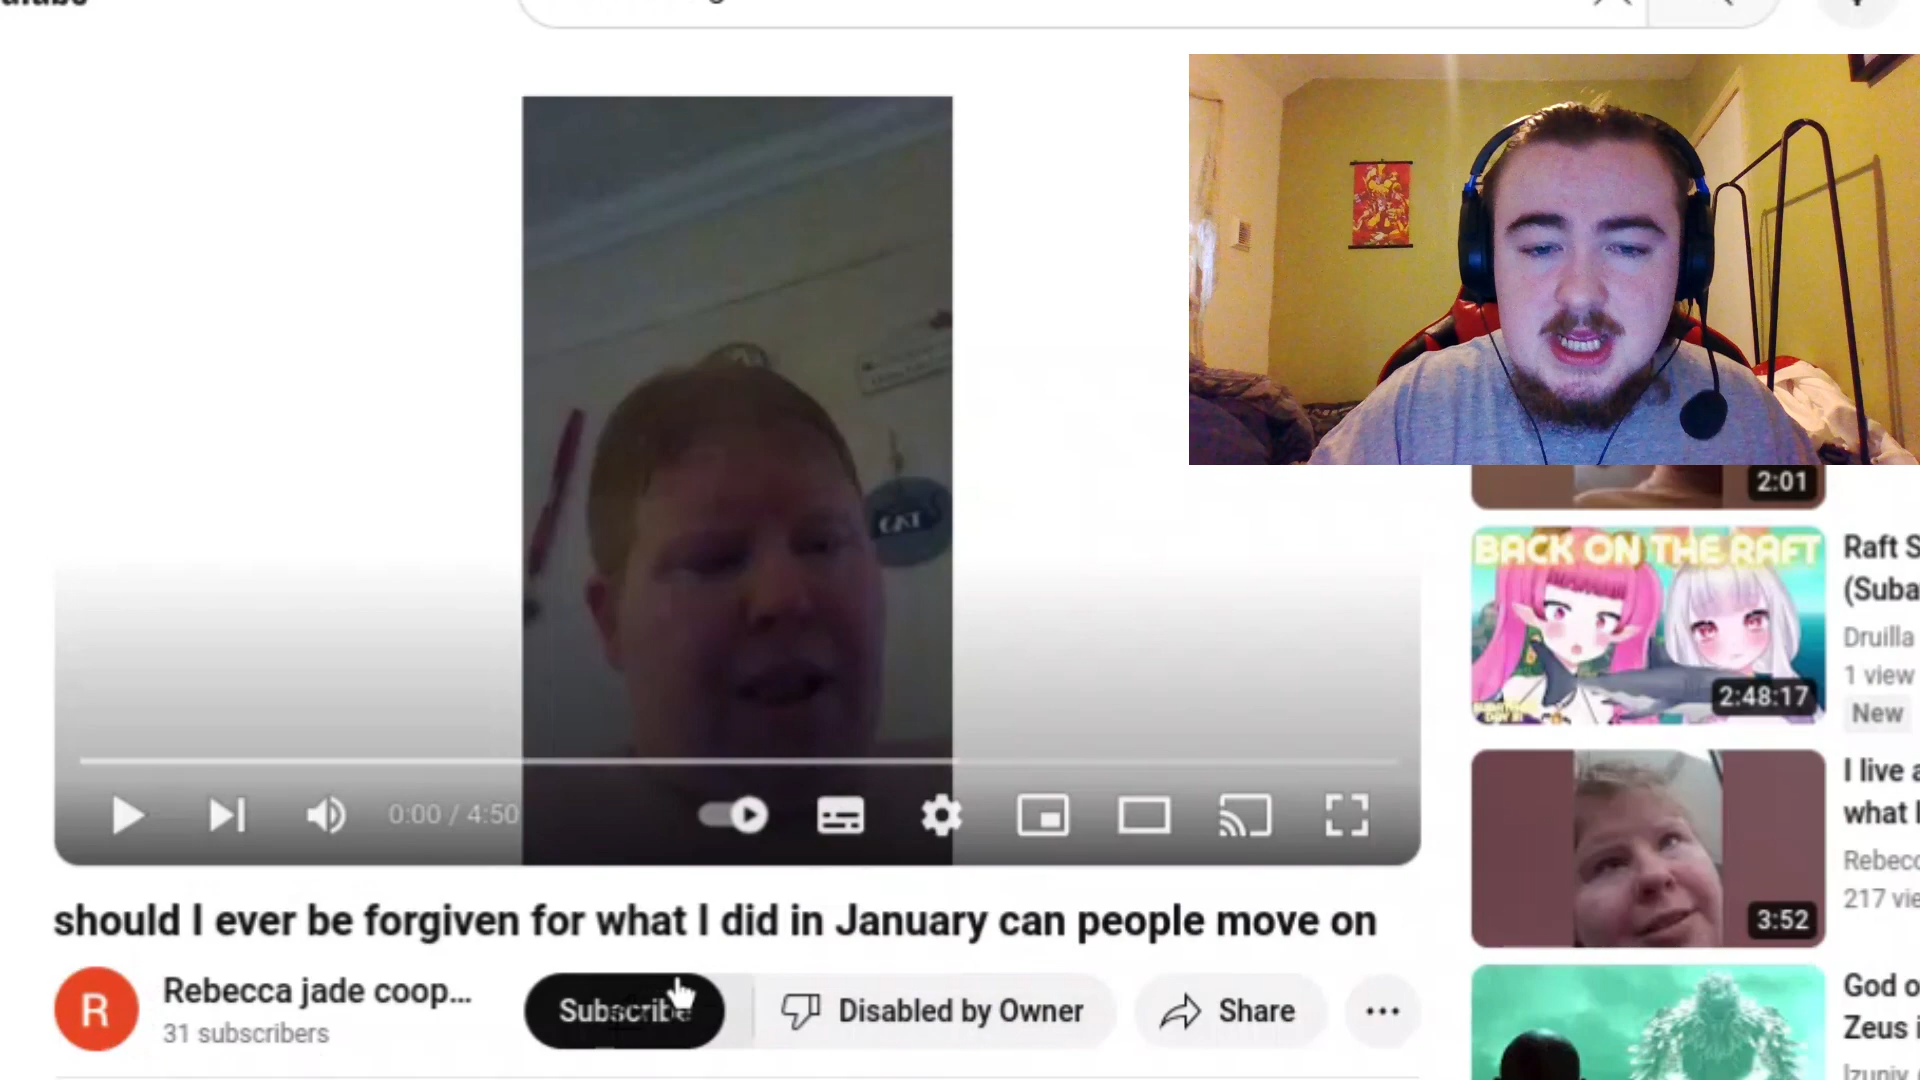 CAT
0:00 / 4:50
should I ever be forgiven for what I did in January can people move on
R
Rebecca jade coop...
31 subscribers
Subscribe
Disabled by Owner
Share
2:01
BACK ON THE RAFT
2:48:17
Raft S
(Suba
Druilla
1 view
New
3:52
I live a
what I
Rebecc
217 vie
God o
Zeus i